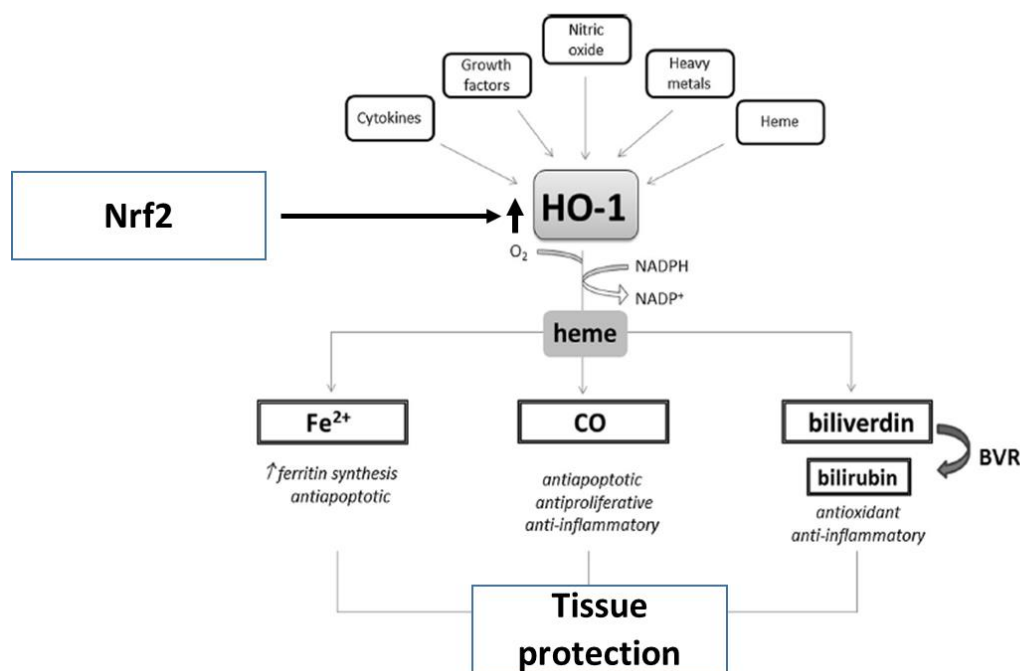 Nitric
oxide
Growth
factors
Heavy
metals
Cytokines
Heme
Nrf2
HO-1
O₂
NADPH
NADP⁺
heme
Fe²⁺
CO
biliverdin
BVR
bilirubin
↑ferritin synthesis
antiapoptotic
antiapoptotic
antiproliferative
anti-inflammatory
antioxidant
anti-inflammatory
Tissue
protection